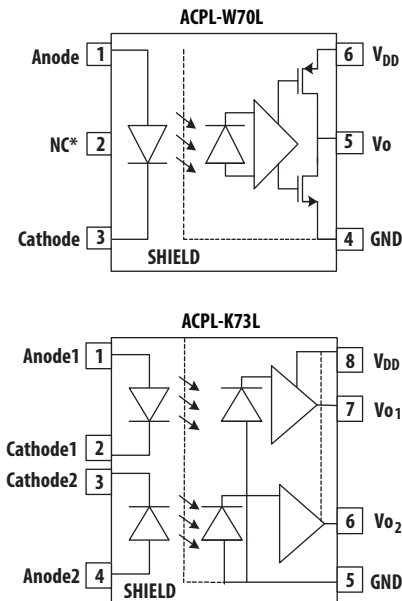 ACPL-W70L
Anode 1
6 VDD
NC* 2
5 Vo
Cathode 3
4 GND
SHIELD
ACPL-K73L
Anode1 1
8 VDD
7 Vo1
Cathode1 2
Cathode2 3
6 Vo2
Anode2 4
5 GND
SHIELD